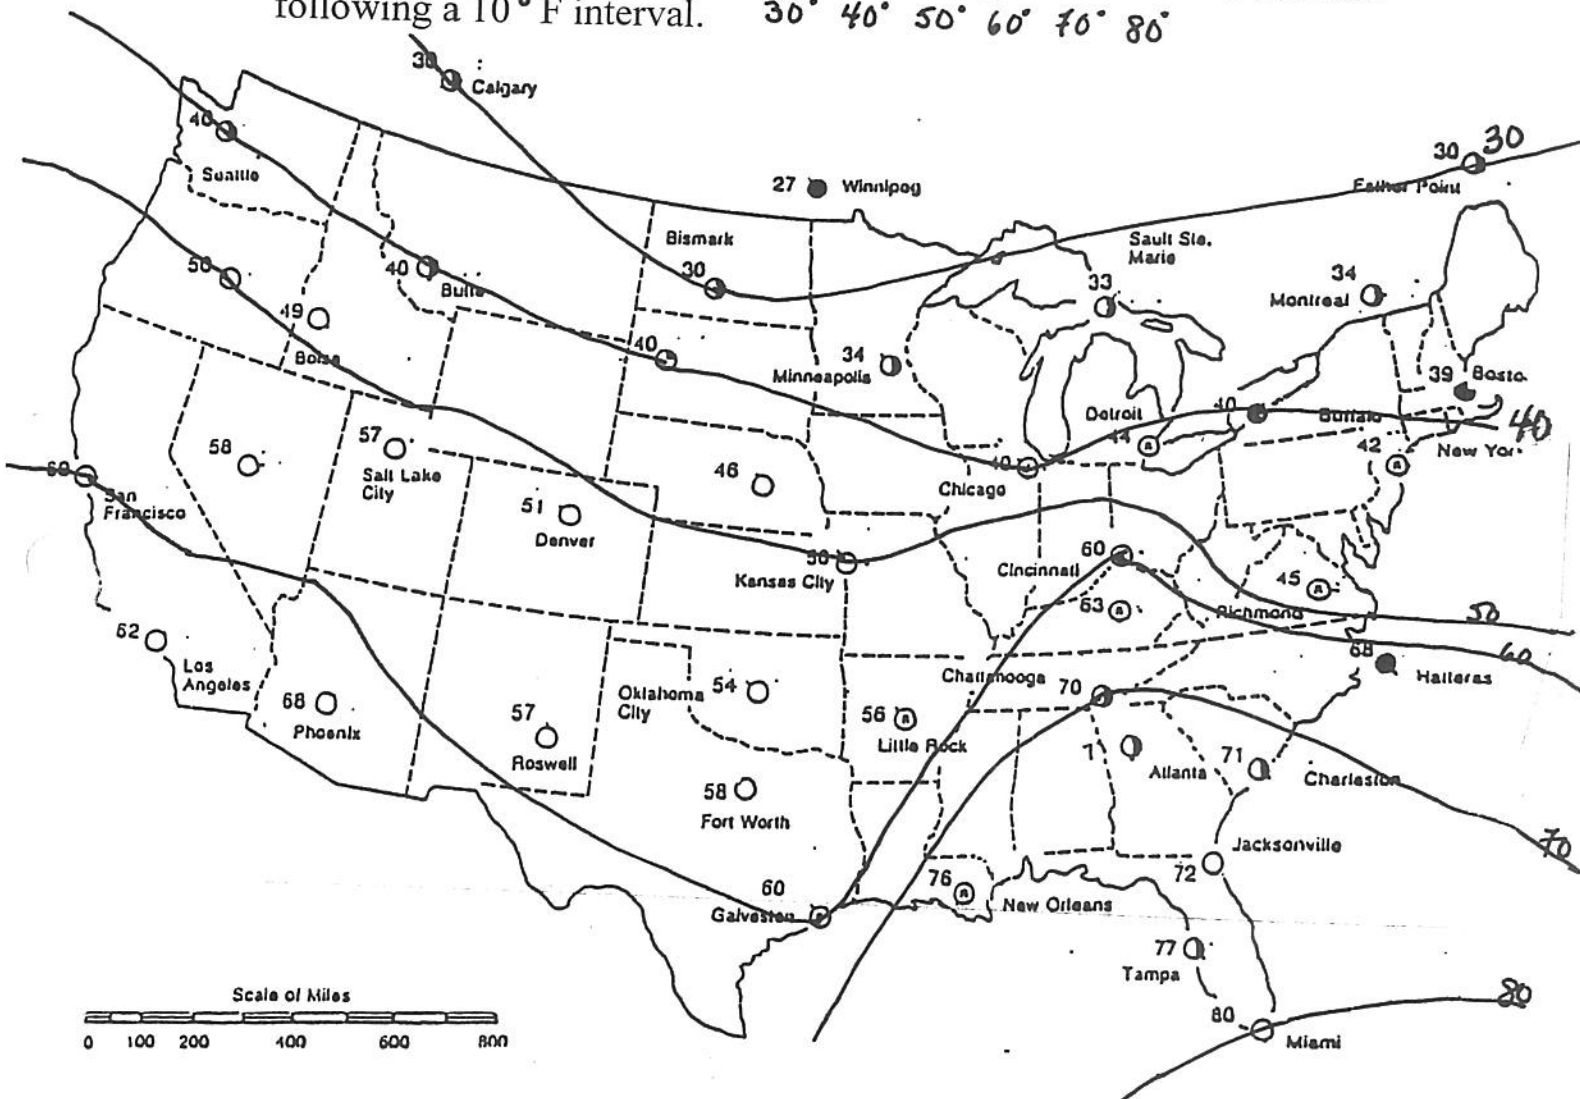 following a 10° F interval. 30° 40° 50° 60° 70° 80°
30 Calgary
40
Seattle
27 Winnipeg
30 30
Father Point
Bismark
30
Sault Ste. Marie
33
50
40
Butte
49
Boise
34
Montreal
40
34
Minneapolis
39 Bosto
Detroit
44
40
Buffalo
40
58
57
Salt Lake
City
46
40
Chicago
42
New Yor
60
San
Francisco
51
Denver
50
Kansas City
60
Cincinnati
63
45
Richmond
50
60
62
Los
Angeles
68
Phoenix
57
Roswell
Oklahoma
City
54
56
Little Rock
Chattanooga 70
68
Hatteras
7
Atlanta
71
Charleston
58
Fort Worth
70
Jacksonville
72
60
Galveston
76
New Orleans
77
Tampa
80
80
Miami
Scale of Miles
0 100 200 400 600 800